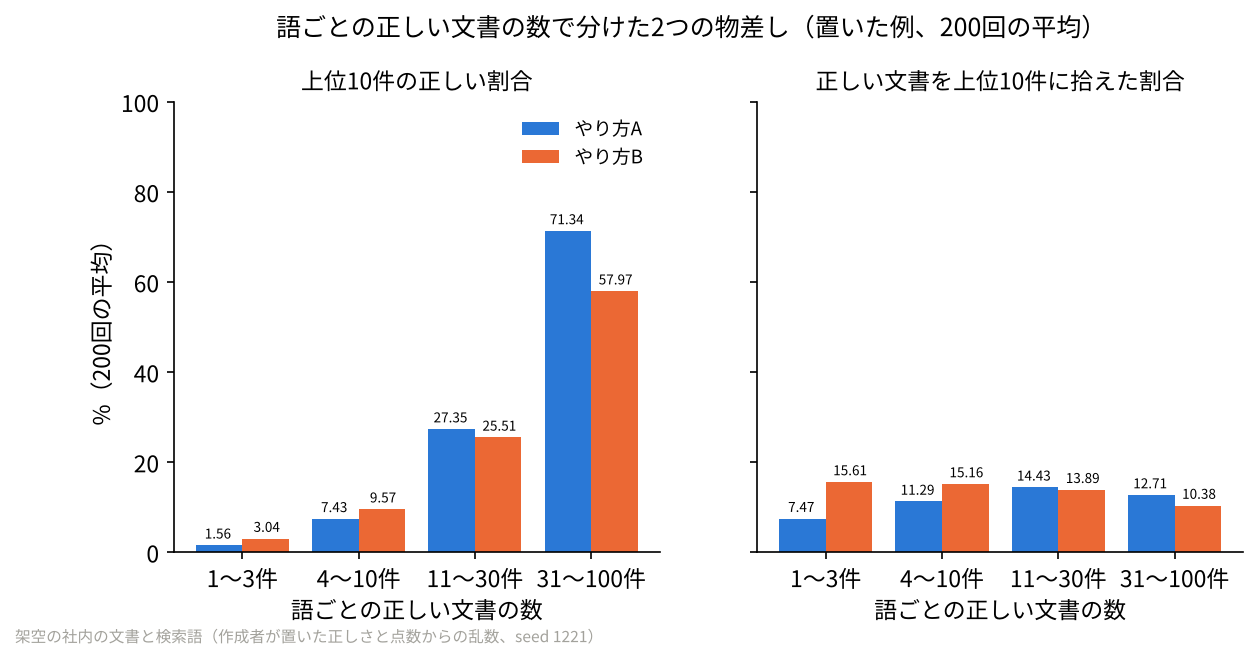 語ごとの正しい文書の数で分けた2つの物差し（置いた例、200回の平均）
上位10件の正しい割合
正しい文書を上位10件に拾えた割合
%（200回の平均）
100
80
60
40
20
0
やり方A
やり方B
1.56
3.04
7.43
9.57
27.35
25.51
71.34
57.97
7.47
15.61
11.29
15.16
14.43
13.89
12.71
10.38
1〜3件
4〜10件
11〜30件
31〜100件
1〜3件
4〜10件
11〜30件
31〜100件
語ごとの正しい文書の数
語ごとの正しい文書の数
架空の社内の文書と検索語（作成者が置いた正しさと点数からの乱数、seed 1221）